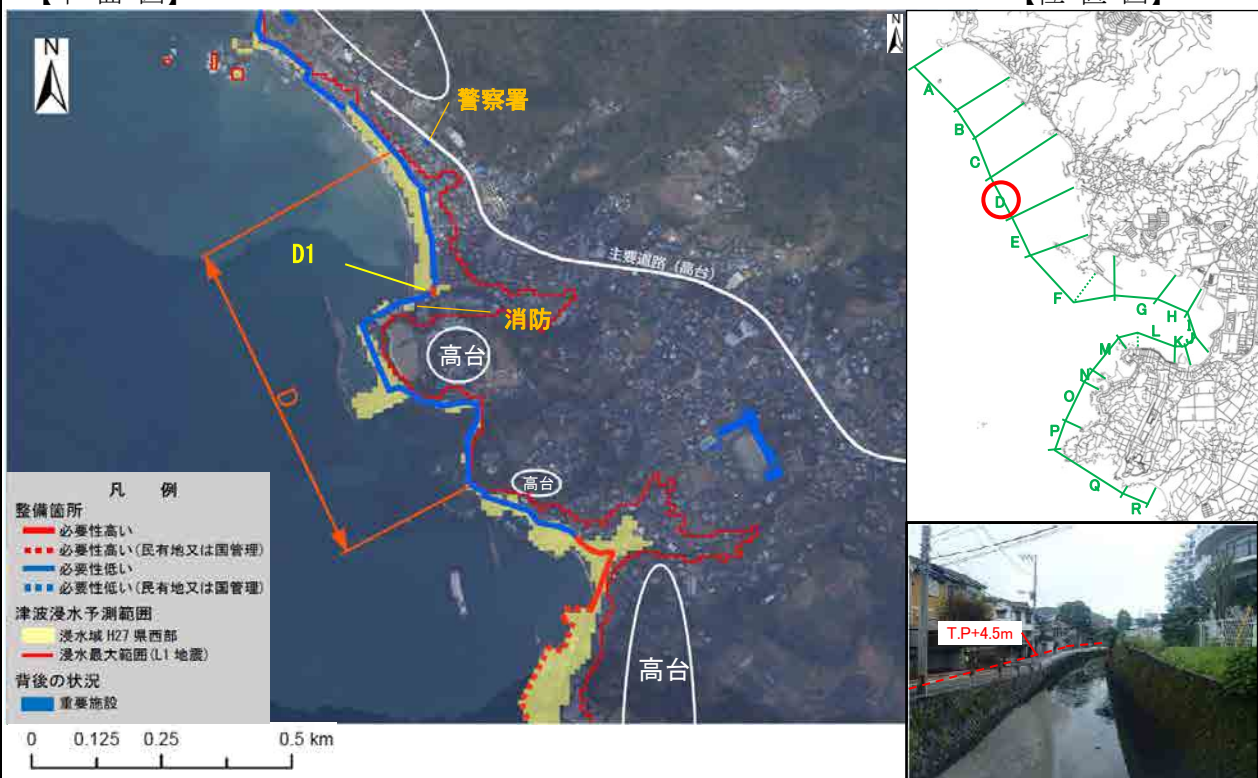 【平面図】
【位置図】
N
N
警察署
主要道路（高台）
D1
消防
高台
D
高台
高台
凡 例
整備箇所
必要性高い
必要性高い（民有地又は国管理）
必要性低い
必要性低い（民有地又は国管理）
津波浸水予測範囲
浸水域 H27 県西部
浸水最大範囲（L1 地震）
背後の状況
重要施設
0 0.125 0.25 0.5 km
A
B
C
D
E
F
G
H
I
J
K
L
M
N
O
P
Q
R
T.P+4.5m